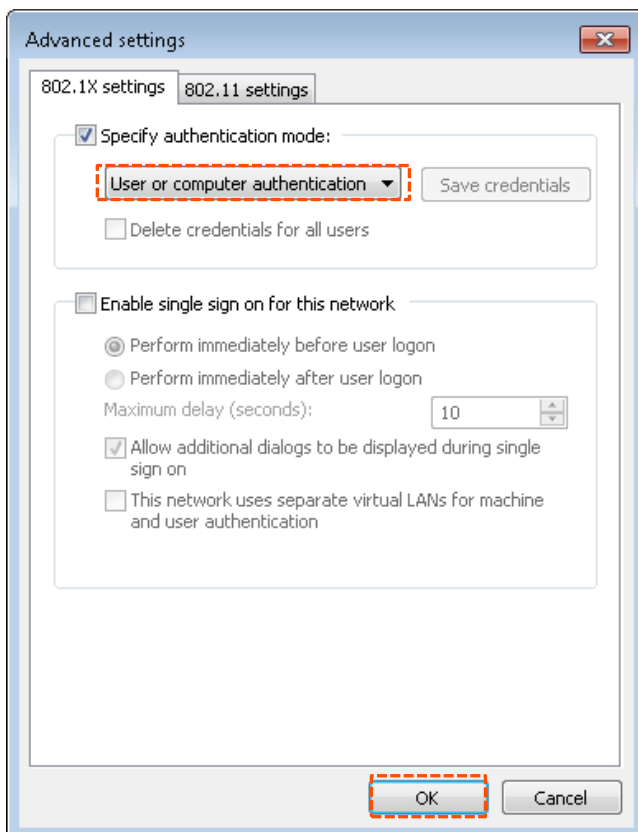 Advanced settings
802.1X settings
802.11 settings
Specify authentication mode:
User or computer authentication
Save credentials
Delete credentials for all users
Enable single sign on for this network
Perform immediately before user logon
Perform immediately after user logon
Maximum delay (seconds):
10
Allow additional dialogs to be displayed during single
sign on
This network uses separate virtual LANs for machine
and user authentication
OK
Cancel